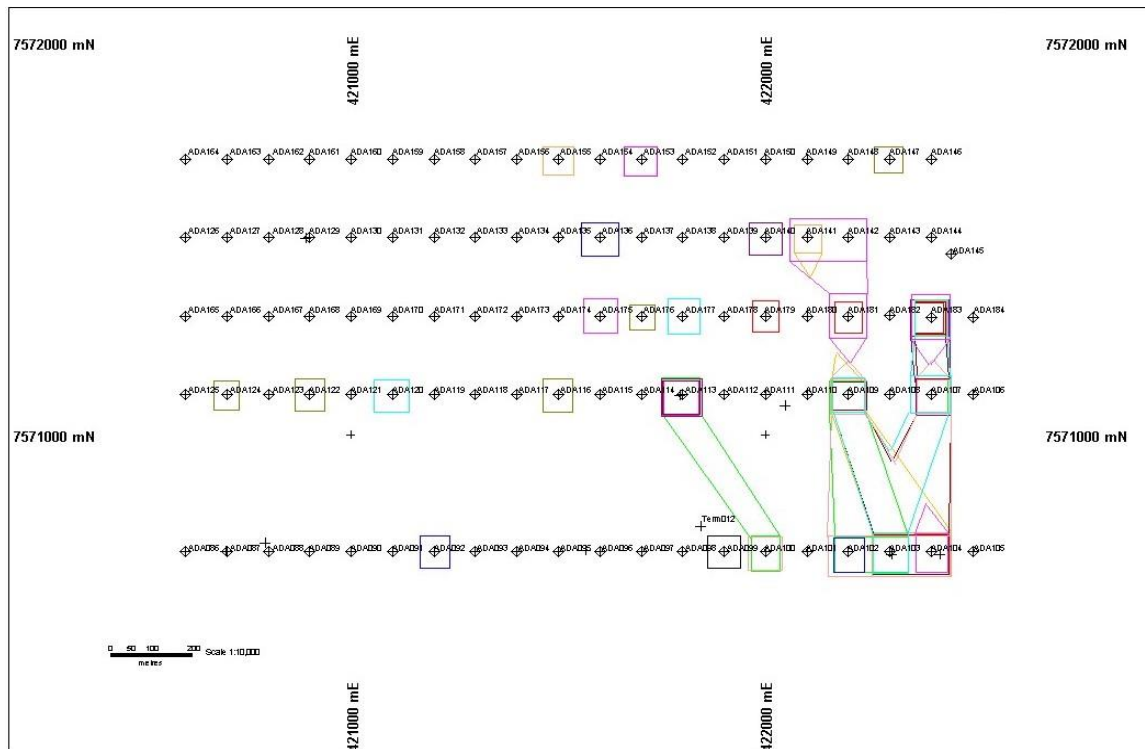 7572000 mN 421000 mE 422000 mE 7572000 mN
ADA164 ADA163 ADA162 ADA161 ADA160 ADA159 ADA158 ADA157 ADA156 ADA155 ADA154 ADA153 ADA152 ADA151 ADA150 ADA149 ADA148 ADA147 ADA146
ADA126 ADA127 ADA128 ADA129 ADA130 ADA131 ADA132 ADA133 ADA134 ADA135 ADA136 ADA137 ADA138 ADA139 ADA140 ADA141 ADA142 ADA143 ADA144
ADA145
ADA165 ADA166 ADA167 ADA168 ADA169 ADA170 ADA171 ADA172 ADA173 ADA174 ADA175 ADA176 ADA177 ADA178 ADA179 ADA180 ADA181 ADA182 ADA183 ADA184
ADA125 ADA124 ADA123 ADA122 ADA121 ADA120 ADA119 ADA118 ADA117 ADA116 ADA115 ADA114 ADA113 ADA112 ADA111 ADA110 ADA109 ADA108 ADA107 ADA106
7571000 mN 7571000 mN
Term012
ADA086 ADA087 ADA088 ADA089 ADA090 ADA091 ADA092 ADA093 ADA094 ADA095 ADA096 ADA097 ADA098 ADA099 ADA100 ADA101 ADA102 ADA103 ADA104 ADA105
0 50 100 200 Scale 1:10,000
metres
421000 mE 422000 mE